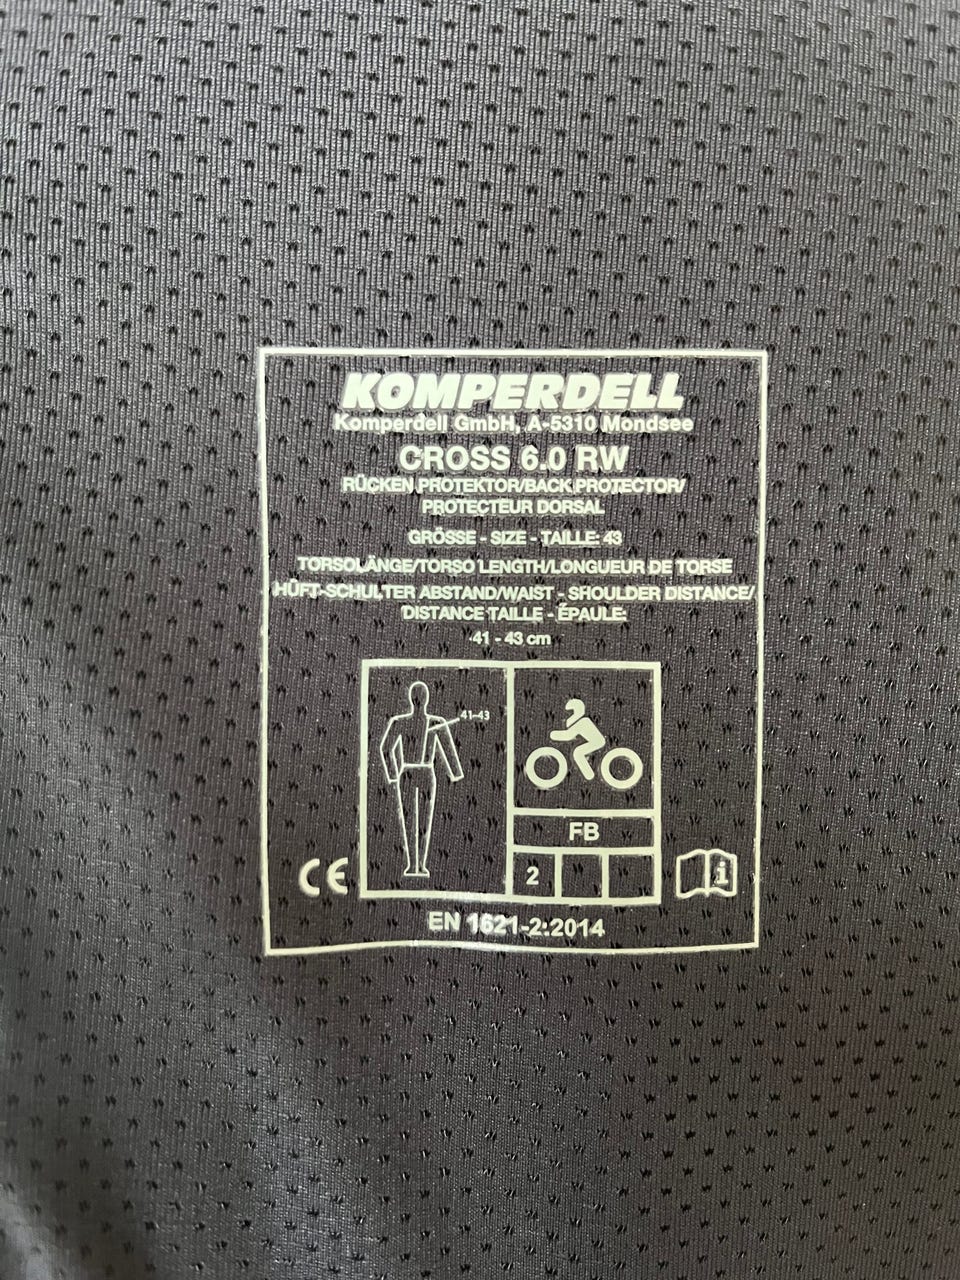 KOMPERDELL
Komperdell GmbH, A-5310 Mondsee
CROSS 6.0 RW
RÜCKEN PROTEKTOR/BACK PROTECTOR/
PROTECTEUR DORSAL
GRÖSSE - SIZE - TAILLE: 43
TORSOLÄNGE/TORSO LENGTH/LONGUEUR DE TORSE
HÜFT-SCHULTER ABSTAND/WAIST - SHOULDER DISTANCE/
DISTANCE TAILLE - ÉPAULE:
41 - 43 cm
41-43
FB
2
CE
i
EN 1621-2:2014